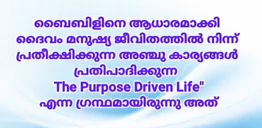 ബൈബിളിനെ ആധാരമാക്കി
ദൈവം മനുഷ്യ ജീവിതത്തിൽ നിന്ന്
പ്രതീക്ഷിക്കുന്ന അഞ്ചു കാര്യങ്ങൾ
പ്രതിപാദിക്കുന്ന
The Purpose Driven Life"
എന്ന ഗ്രന്ഥമായിരുന്നു അത്